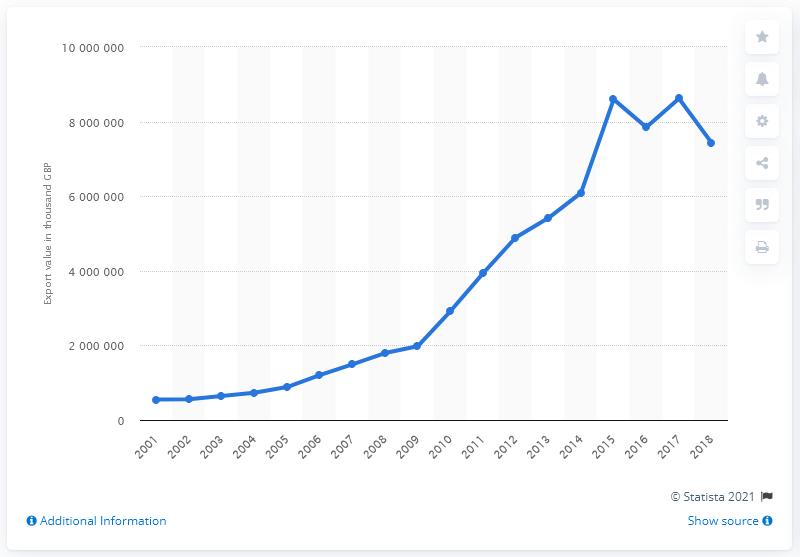 10 000 000
8 000 000
6 000 000
4 000 000
2 000 000
0
Export value in thousand GBP
2001 2002 2003 2004 2005 2006 2007 2008 2009 2010 2011 2012 2013 2014 2015 2016 2017 2018
© Statista 2021
Additional Information
Show source